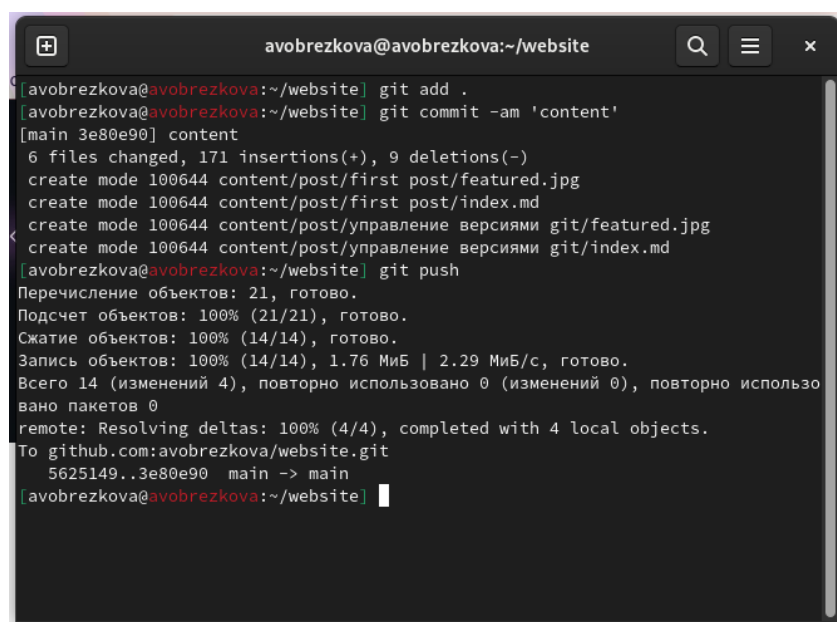 avobrezkova@avobrezkova:~/website
[avobrezkova@avobrezkova:~/website] git add .
[avobrezkova@avobrezkova:~/website] git commit -am 'content'
[main 3e80e90] content
 6 files changed, 171 insertions(+), 9 deletions(-)
 create mode 100644 content/post/first post/featured.jpg
 create mode 100644 content/post/first post/index.md
 create mode 100644 content/post/управление версиями git/featured.jpg
 create mode 100644 content/post/управление версиями git/index.md
[avobrezkova@avobrezkova:~/website] git push
Перечисление объектов: 21, готово.
Подсчет объектов: 100% (21/21), готово.
Сжатие объектов: 100% (14/14), готово.
Запись объектов: 100% (14/14), 1.76 МиБ | 2.29 МиБ/с, готово.
Всего 14 (изменений 4), повторно использовано 0 (изменений 0), повторно использо
вано пакетов 0
remote: Resolving deltas: 100% (4/4), completed with 4 local objects.
To github.com:avobrezkova/website.git
   5625149..3e80e90  main -> main
[avobrezkova@avobrezkova:~/website]